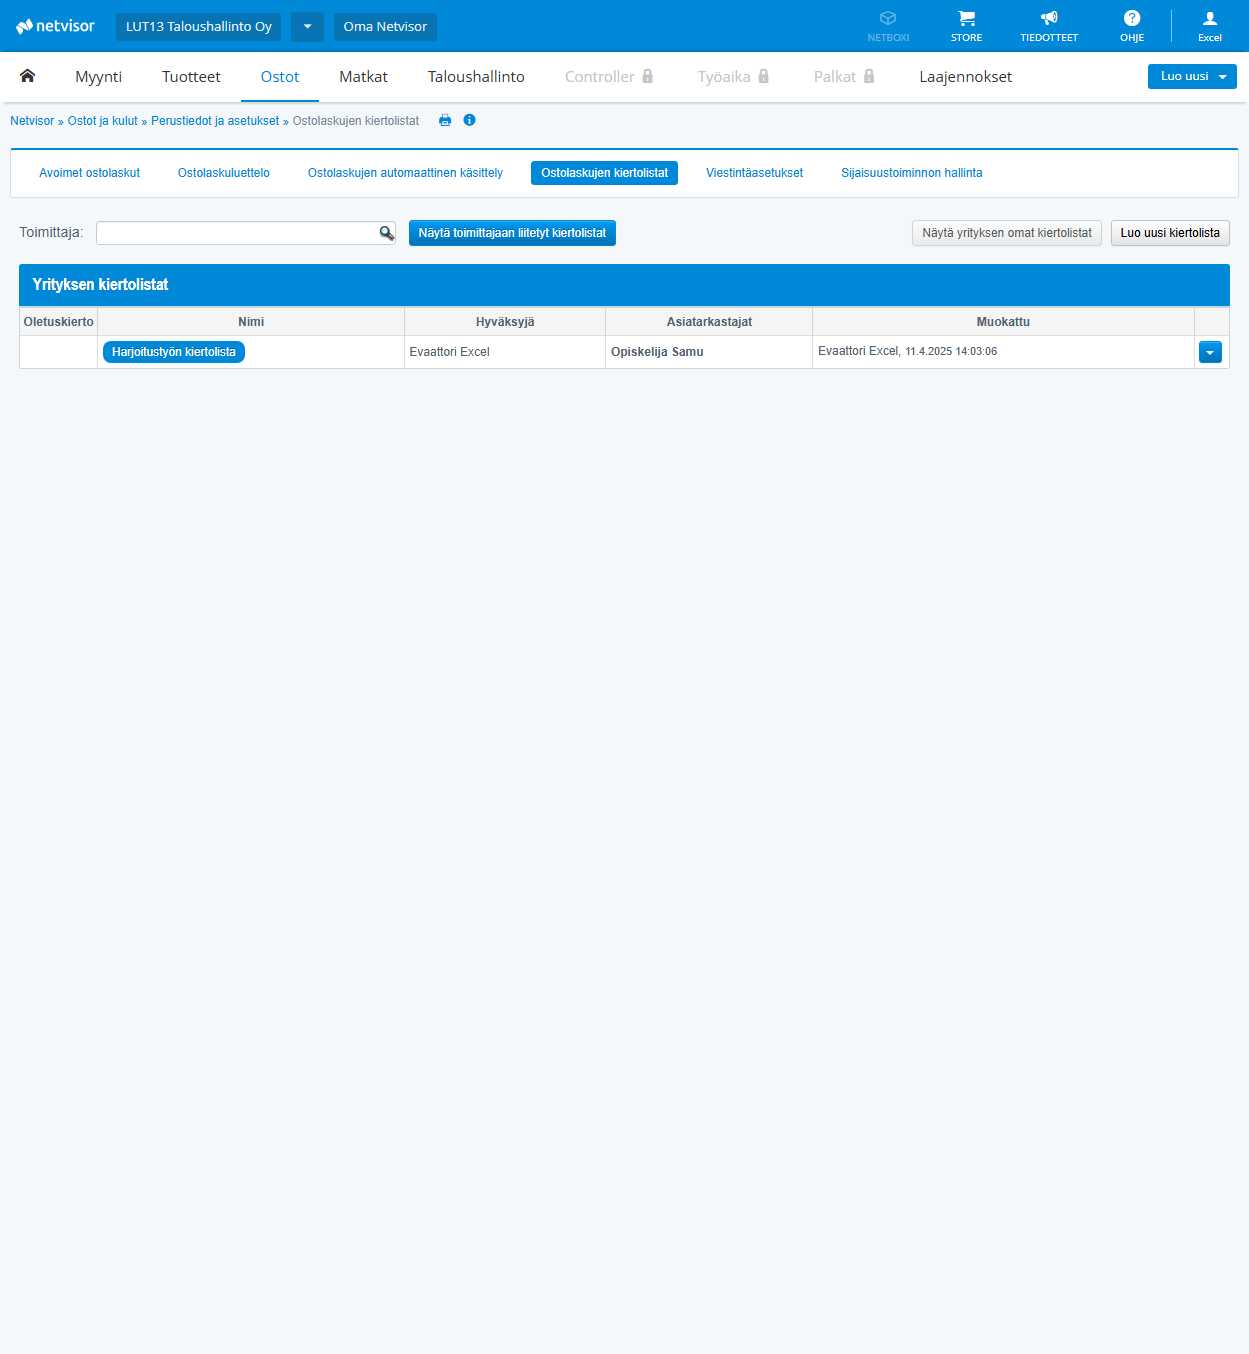 netvisor LUT13 Taloushallinto Oy Oma Netvisor NETBOXI STORE TIEDOTTEET OHJE Excel
Myynti Tuotteet Ostot Matkat Taloushallinto Controller Työaika Palkat Laajennokset Luo uusi
Netvisor » Ostot ja kulut » Perustiedot ja asetukset » Ostolaskujen kiertolistat
Avoimet ostolaskut Ostolaskuluettelo Ostolaskujen automaattinen käsittely Ostolaskujen kiertolistat Viestintäasetukset Sijaisuustoiminnon hallinta
Toimittaja: Näytä toimittajaan liitetyt kiertolistat Näytä yrityksen omat kiertolistat Luo uusi kiertolista
Yrityksen kiertolistat
Oletuskierto Nimi Hyväksyjä Asiatarkastajat Muokattu
Harjoitustyön kiertolista Evaattori Excel Opiskelija Samu Evaattori Excel, 11.4.2025 14:03:06